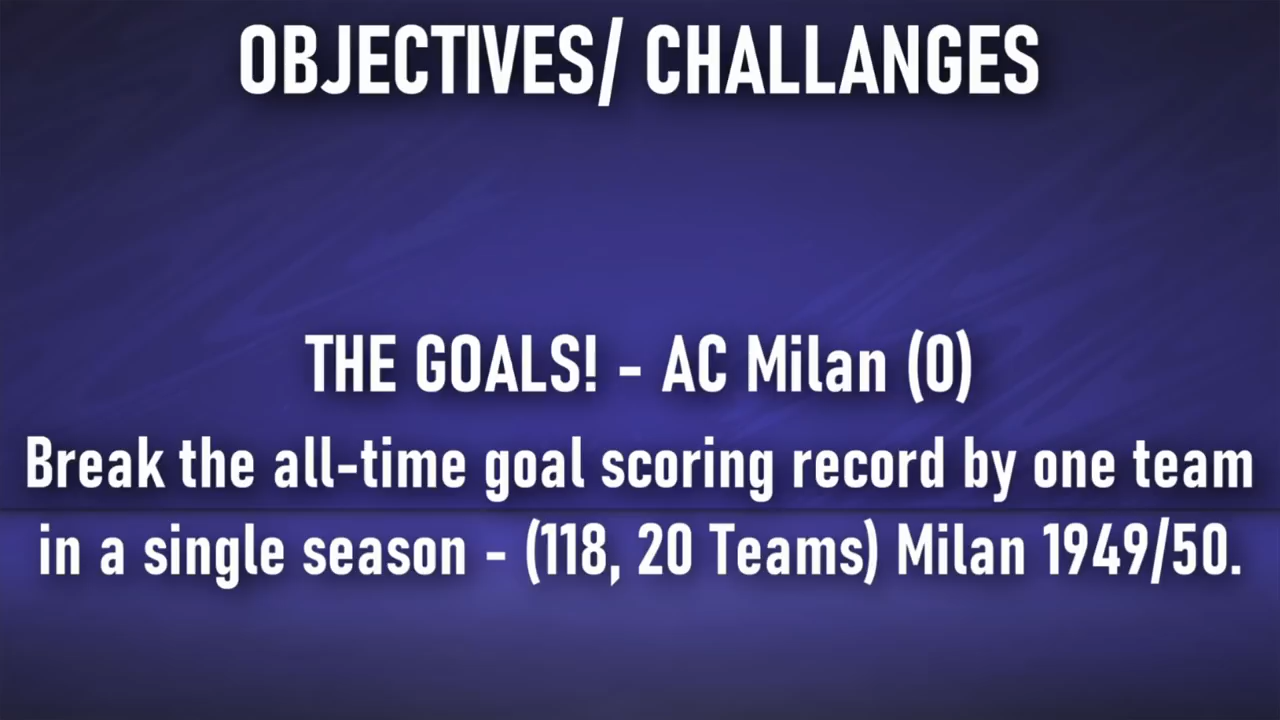 OBJECTIVES/ CHALLANGES
THE GOALS! - AC Milan (0)
Break the all-time goal scoring record by one team
in a single season - (118, 20 Teams) Milan 1949/50.